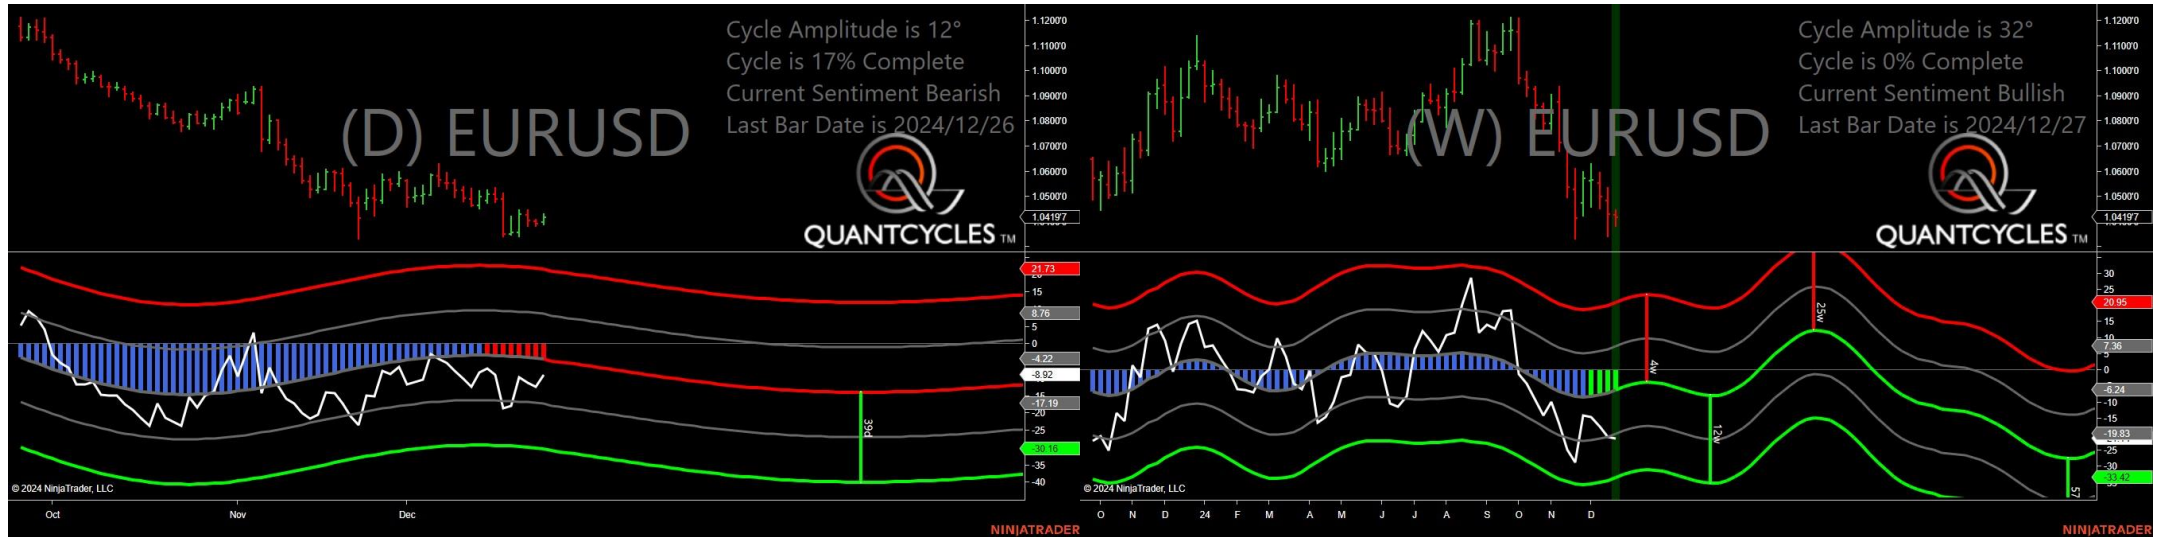 Cycle Amplitude is 12°
Cycle is 17% Complete
Current Sentiment Bearish
Last Bar Date is 2024/12/26
(D) EURUSD
QUANTCYCLES TM
1.1200'0
1.1100'0
1.1000'0
1.0900'0
1.0800'0
1.0700'0
1.0600'0
1.0500'0
1.0419'7
21.73
15
8.76
5
0
-4.22
-8.92
-17.19
-20
-25
-30.16
-35
-40
39d
© 2024 NinjaTrader, LLC
Oct Nov Dec
NINJATRADER
Cycle Amplitude is 32°
Cycle is 0% Complete
Current Sentiment Bullish
Last Bar Date is 2024/12/27
(W) EURUSD
QUANTCYCLES TM
1.1200'0
1.1100'0
1.1000'0
1.0900'0
1.0800'0
1.0700'0
1.0600'0
1.0500'0
1.0419'7
30
25
20.95
15
7.36
5
0
-6.24
-10
-15
-19.83
-25
-30
-33.42
4w
12w
25w
57
© 2024 NinjaTrader, LLC
O N D 24 F M A M J J A S O N D
NINJATRADER